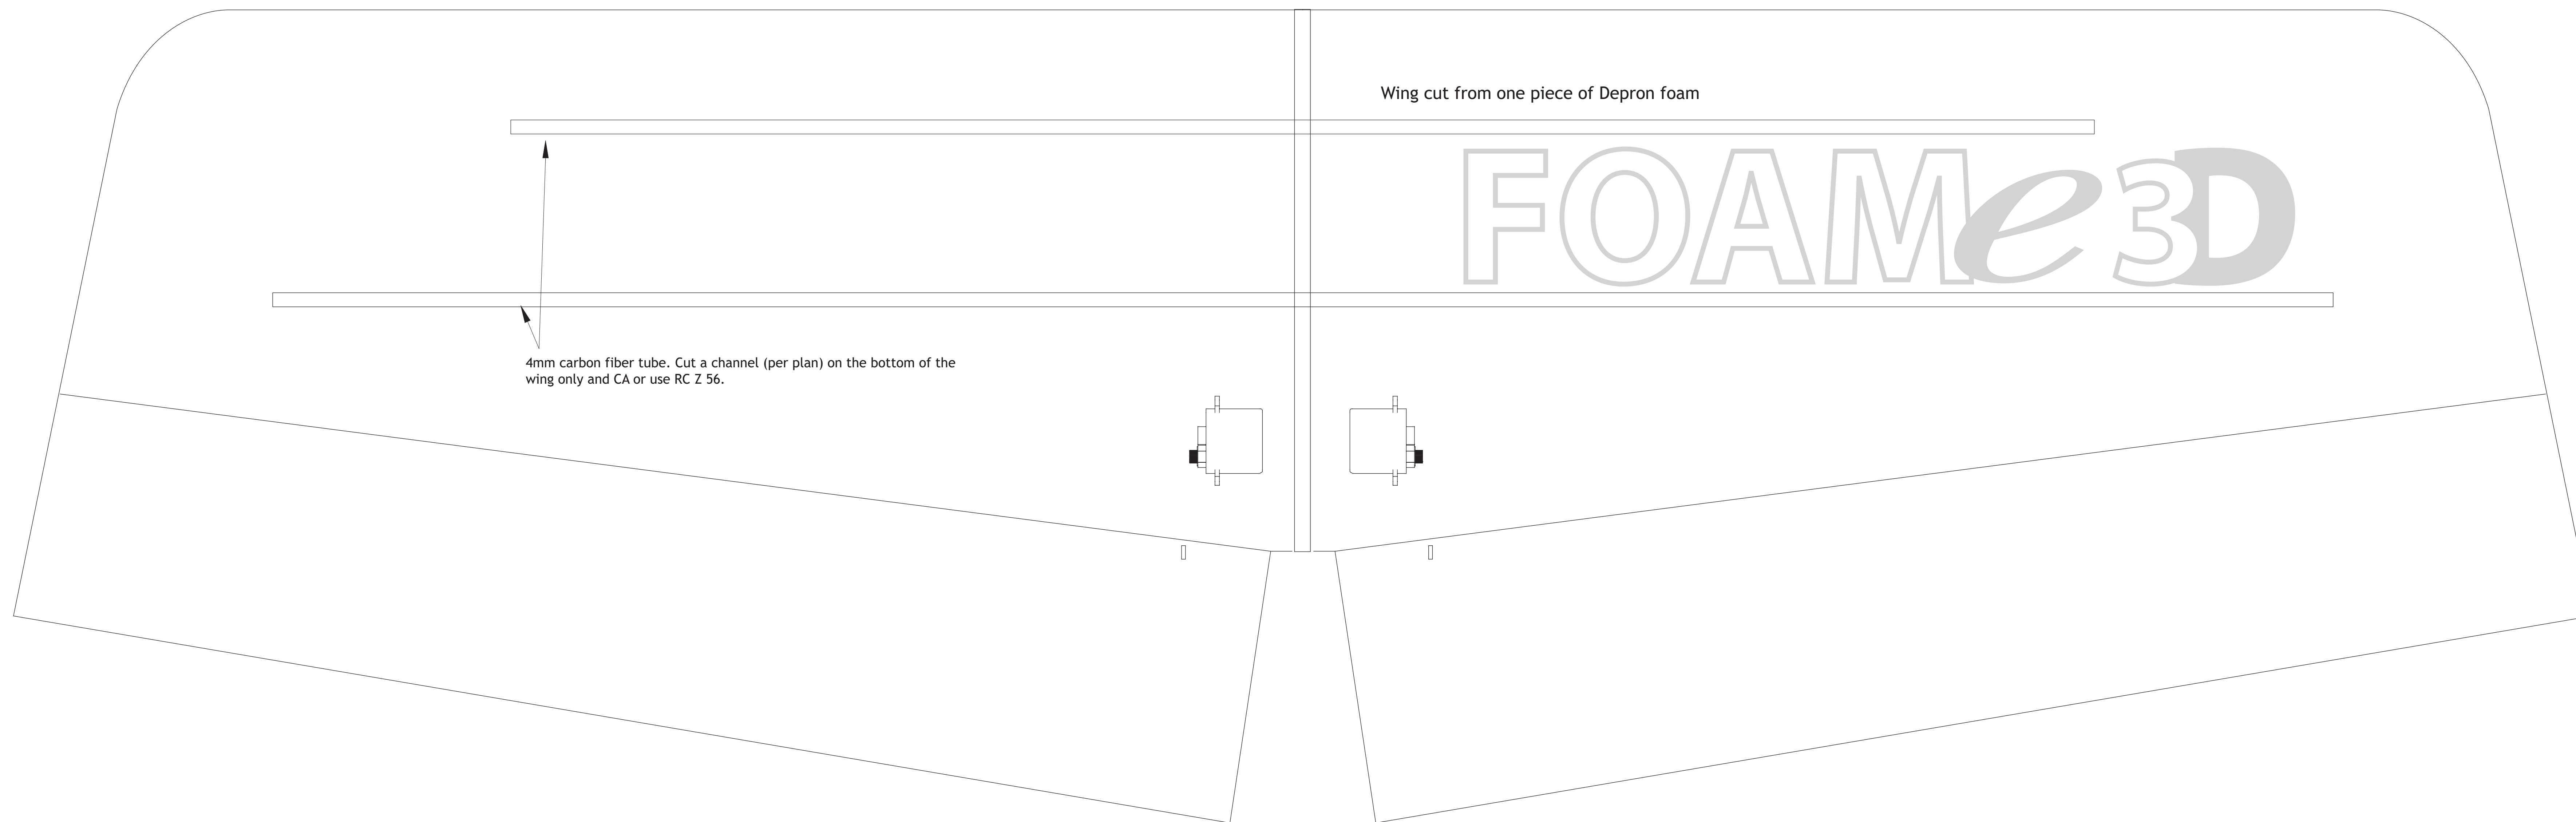 Wing cut from one piece of Depron foam
FOAMe3D
4mm carbon fiber tube. Cut a channel (per plan) on the bottom of the
wing only and CA or use RC Z 56.